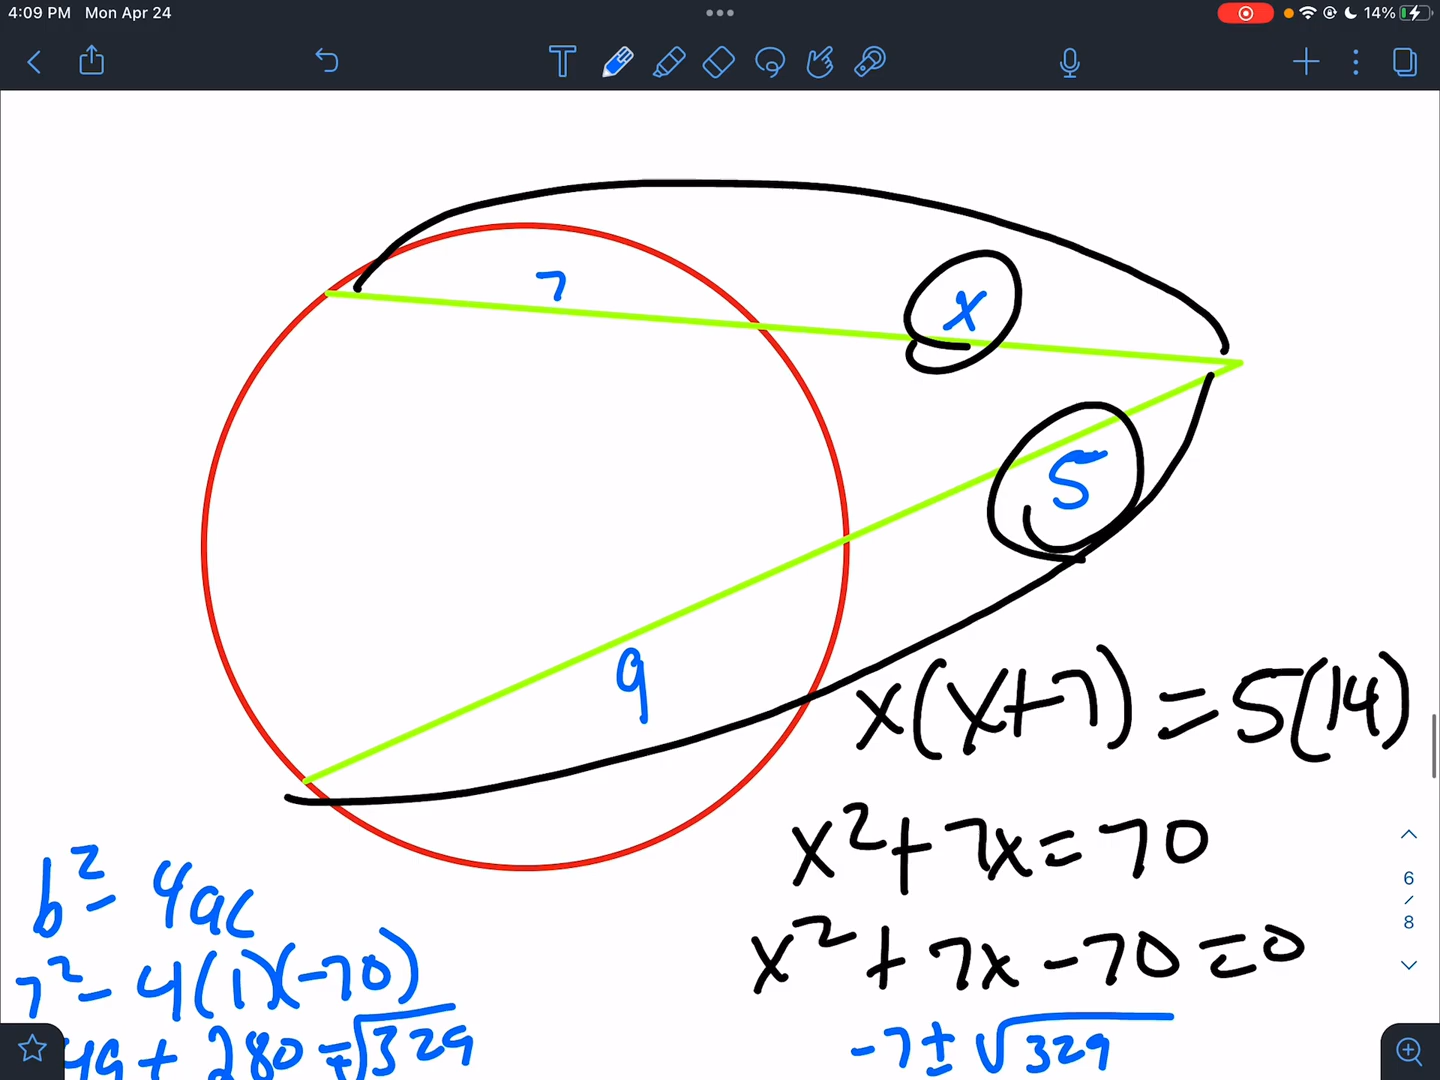 4:09 PM Mon Apr 24
14%
T
7
x
5
9
x(x+7)=5(14)
x²+7x=70
x²+7x-70=0
-7±√329
b²-4ac
7²-4(1)(-70)
49+280=√329
6/8